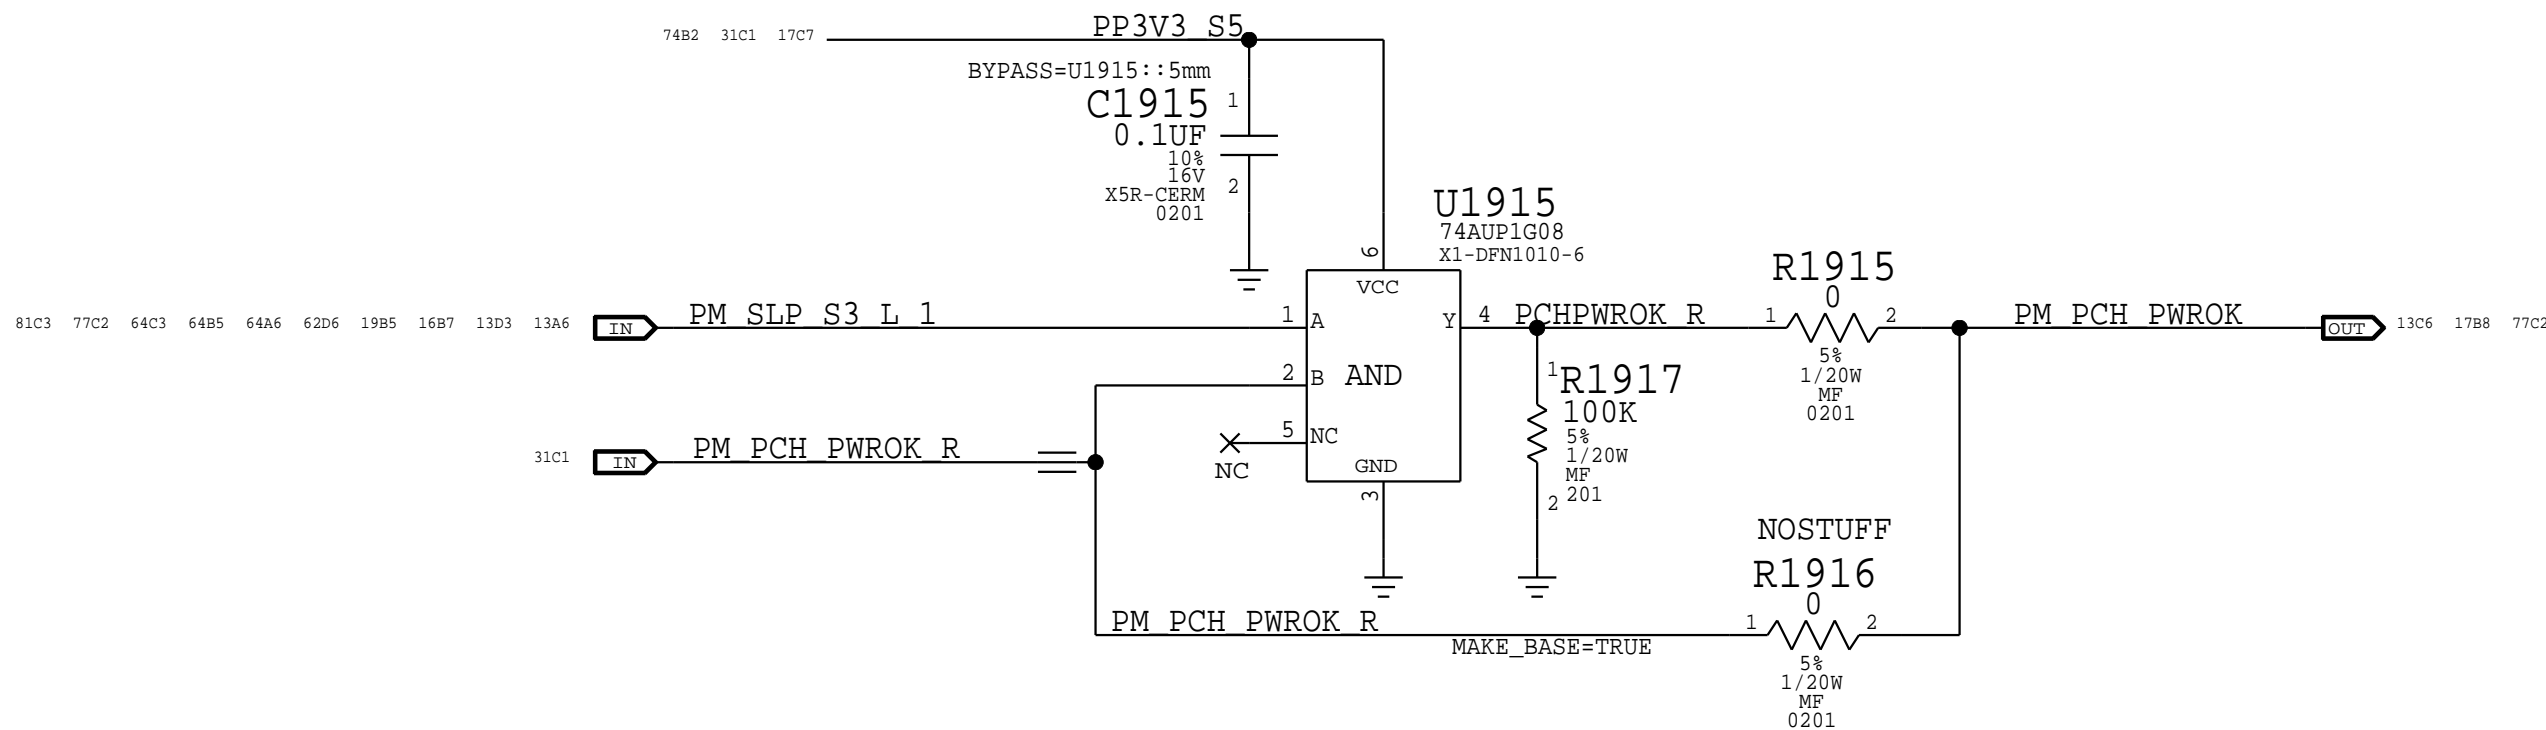 PP3V3_S5
74B2 31C1 17C7
BYPASS=U1915::5mm
C1915
1
0.1UF
10%
16V
X5R-CERM
0201
2
U1915
74AUP1G08
X1-DFN1010-6
6
VCC
R1915
0
81C3 77C2 64C3 64B5 64A6 62D6 19B5 16B7 13D3 13A6
IN
PM_SLP_S3_L_1
1
A
Y
4
PCHPWROK_R
1
2
PM_PCH_PWROK
OUT
13C6 17B8 77C2
5%
1/20W
MF
0201
2
B
AND
1
R1917
100K
5%
1/20W
MF
201
2
31C1
IN
PM_PCH_PWROK_R
5
NC
NC
GND
3
NOSTUFF
R1916
0
PM_PCH_PWROK_R
MAKE_BASE=TRUE
1
2
5%
1/20W
MF
0201